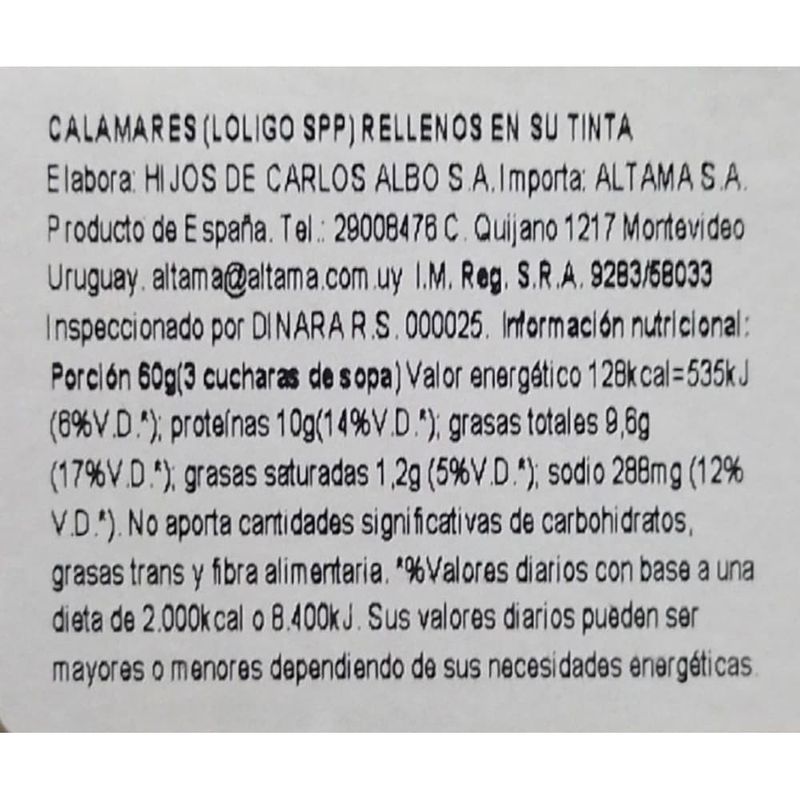 CALAMARES (LOLIGO SPP) RELLENOS EN SU TINTA
Elabora: HIJOS DE CARLOS ALBO S.A. Importa: ALTAMA S.A.
Producto de España. Tel.: 29008476 C. Quijano 1217 Montevideo
Uruguay. altama@altama.com.uy I.M. Reg. S.R.A. 9283/58033
Inspeccionado por DINARA R.S. 000025. Información nutricional:
Porción 60g(3 cucharas de sopa) Valor energético 128kcal=535kJ
(6%V.D.*); proteínas 10g(14%V.D.*); grasas totales 9,6g
(17%V.D.*); grasas saturadas 1,2g (5%V.D.*); sodio 288mg (12%
V.D.*). No aporta cantidades significativas de carbohidratos,
grasas trans y fibra alimentaria. *%Valores diarios con base a una
dieta de 2.000kcal o 8.400kJ. Sus valores diarios pueden ser
mayores o menores dependiendo de sus necesidades energéticas.